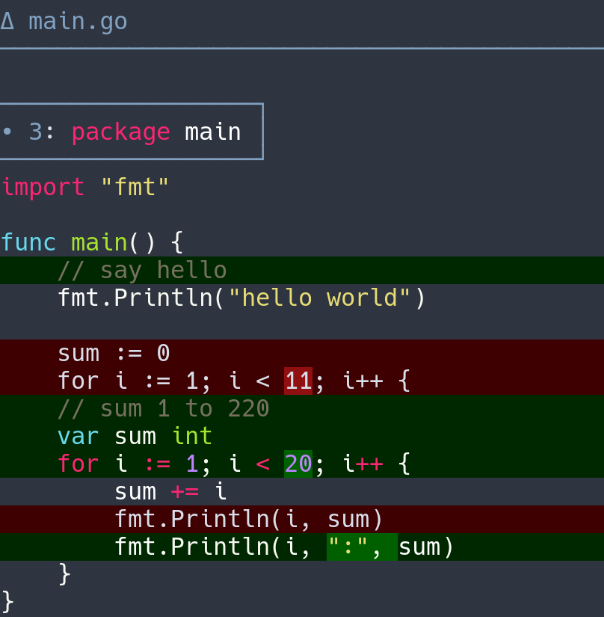 Δ main.go
• 3: package main
import "fmt"
func main() {
    // say hello
    fmt.Println("hello world")
    sum := 0
    for i := 1; i < 11; i++ {
    // sum 1 to 220
    var sum int
    for i := 1; i < 20; i++ {
        sum += i
        fmt.Println(i, sum)
        fmt.Println(i, ":", sum)
    }
}